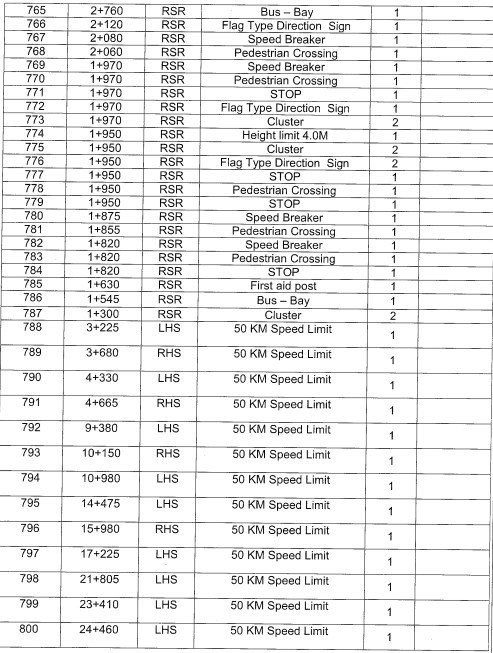 765 2+760 RSR Bus – Bay 1
766 2+120 RSR Flag Type Direction Sign 1
767 2+080 RSR Speed Breaker 1
768 2+060 RSR Pedestrian Crossing 1
769 1+970 RSR Speed Breaker 1
770 1+970 RSR Pedestrian Crossing 1
771 1+970 RSR STOP 1
772 1+970 RSR Flag Type Direction Sign 1
773 1+970 RSR Cluster 2
774 1+950 RSR Height limit 4.0M 1
775 1+950 RSR Cluster 2
776 1+950 RSR Flag Type Direction Sign 2
777 1+950 RSR STOP 1
778 1+950 RSR Pedestrian Crossing 1
779 1+950 RSR STOP 1
780 1+875 RSR Speed Breaker 1
781 1+855 RSR Pedestrian Crossing 1
782 1+820 RSR Speed Breaker 1
783 1+820 RSR Pedestrian Crossing 1
784 1+820 RSR STOP 1
785 1+630 RSR First aid post 1
786 1+545 RSR Bus – Bay 1
787 1+300 RSR Cluster 2
788 3+225 LHS 50 KM Speed Limit 1
789 3+680 RHS 50 KM Speed Limit 1
790 4+330 LHS 50 KM Speed Limit 1
791 4+665 RHS 50 KM Speed Limit 1
792 9+380 LHS 50 KM Speed Limit 1
793 10+150 RHS 50 KM Speed Limit 1
794 10+980 LHS 50 KM Speed Limit 1
795 14+475 LHS 50 KM Speed Limit 1
796 15+980 RHS 50 KM Speed Limit 1
797 17+225 LHS 50 KM Speed Limit 1
798 21+805 LHS 50 KM Speed Limit 1
799 23+410 LHS 50 KM Speed Limit 1
800 24+460 LHS 50 KM Speed Limit 1